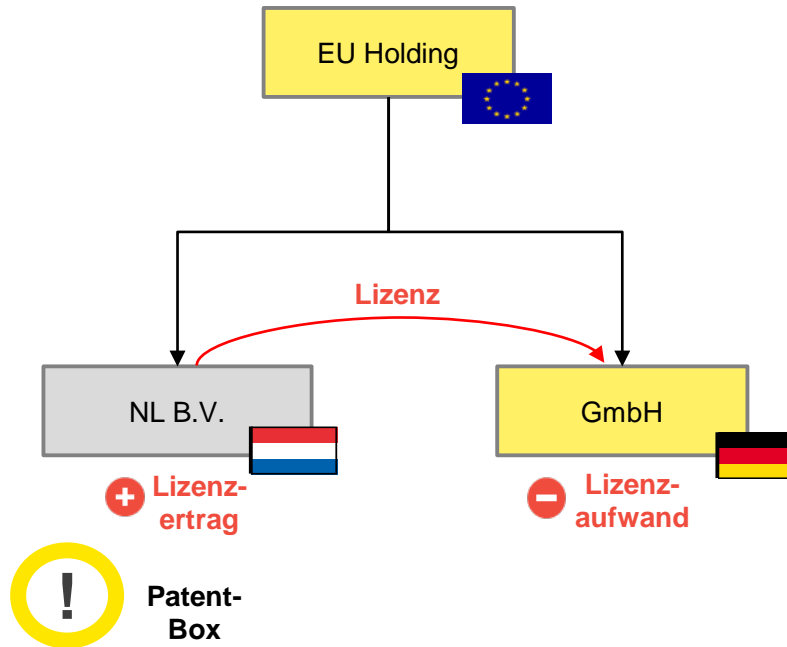 EU Holding
Lizenz
NL B.V.
GmbH
Lizenz-
ertrag
Lizenz-
aufwand
!
Patent-
Box